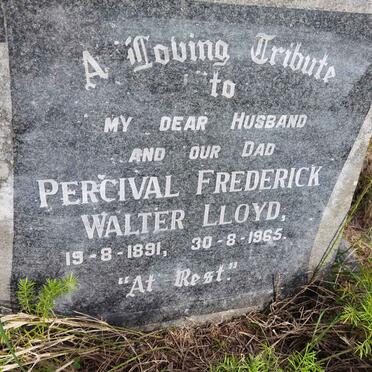 A Loving Tribute
to
MY DEAR HUSBAND
AND OUR DAD
PERCIVAL FREDERICK
WALTER LLOYD,
19-8-1891, 30-8-1965.
"At Rest."